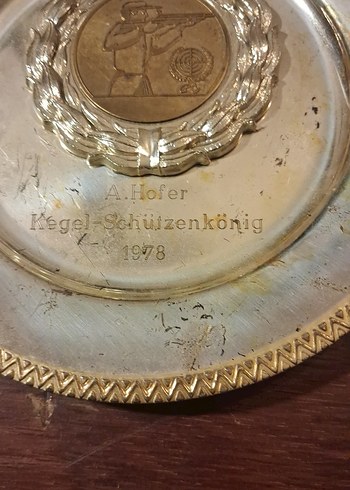 A. Hofer
Kegel-Schützenkönig
1978